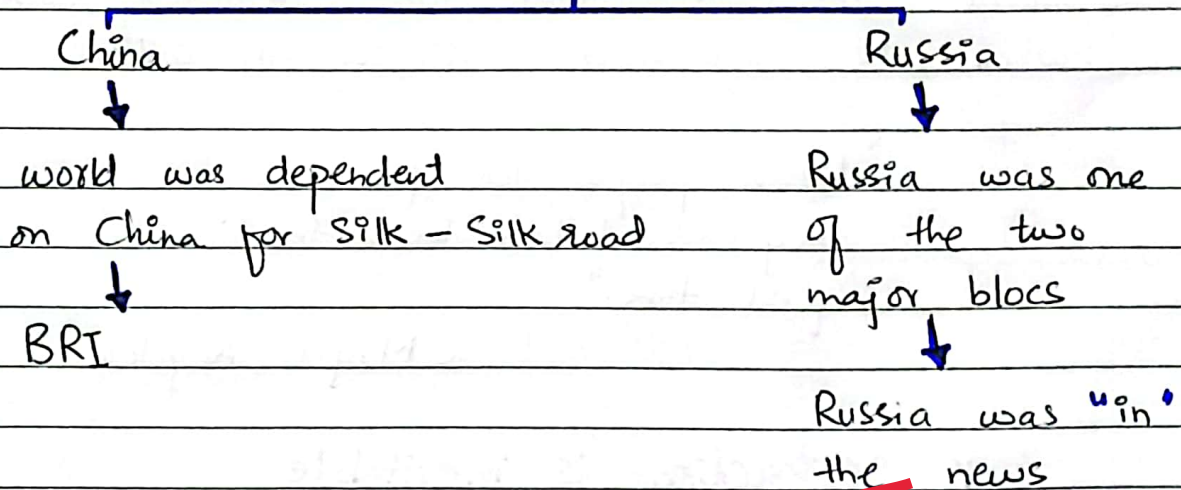 China
world was dependent
on China for Silk - Silk road
BRI
Russia
Russia was one
of the two
major blocs
Russia was "in"
the news